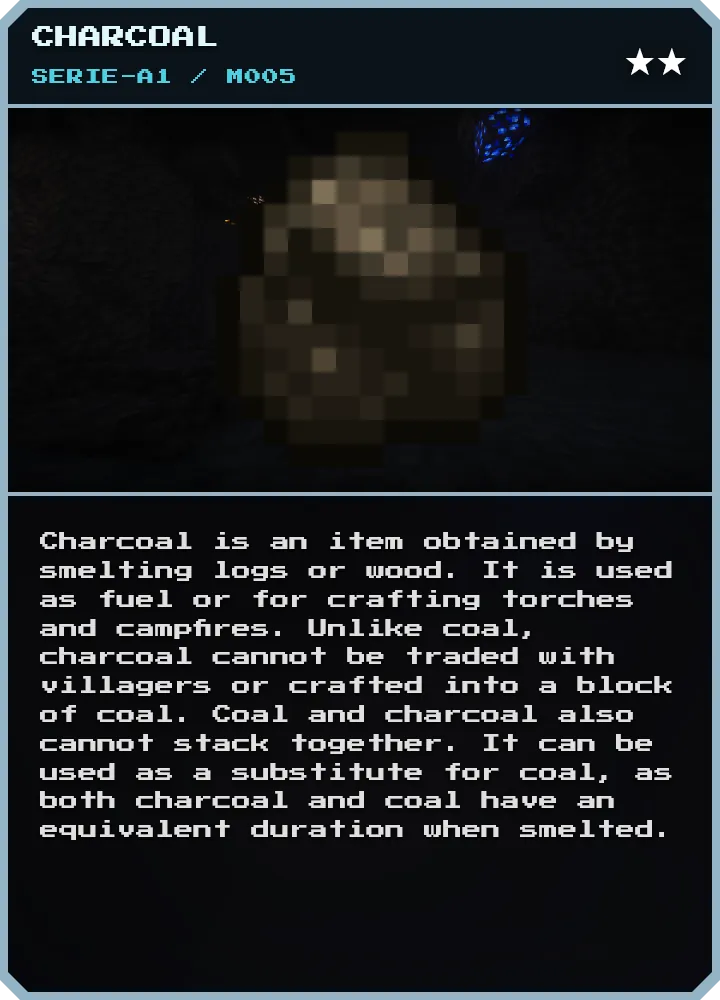 CHARCOAL
SERIE-A1 / M005
★★
Charcoal is an item obtained by
smelting logs or wood. It is used
as fuel or for crafting torches
and campfires. Unlike coal,
charcoal cannot be traded with
villagers or crafted into a block
of coal. Coal and charcoal also
cannot stack together. It can be
used as a substitute for coal, as
both charcoal and coal have an
equivalent duration when smelted.